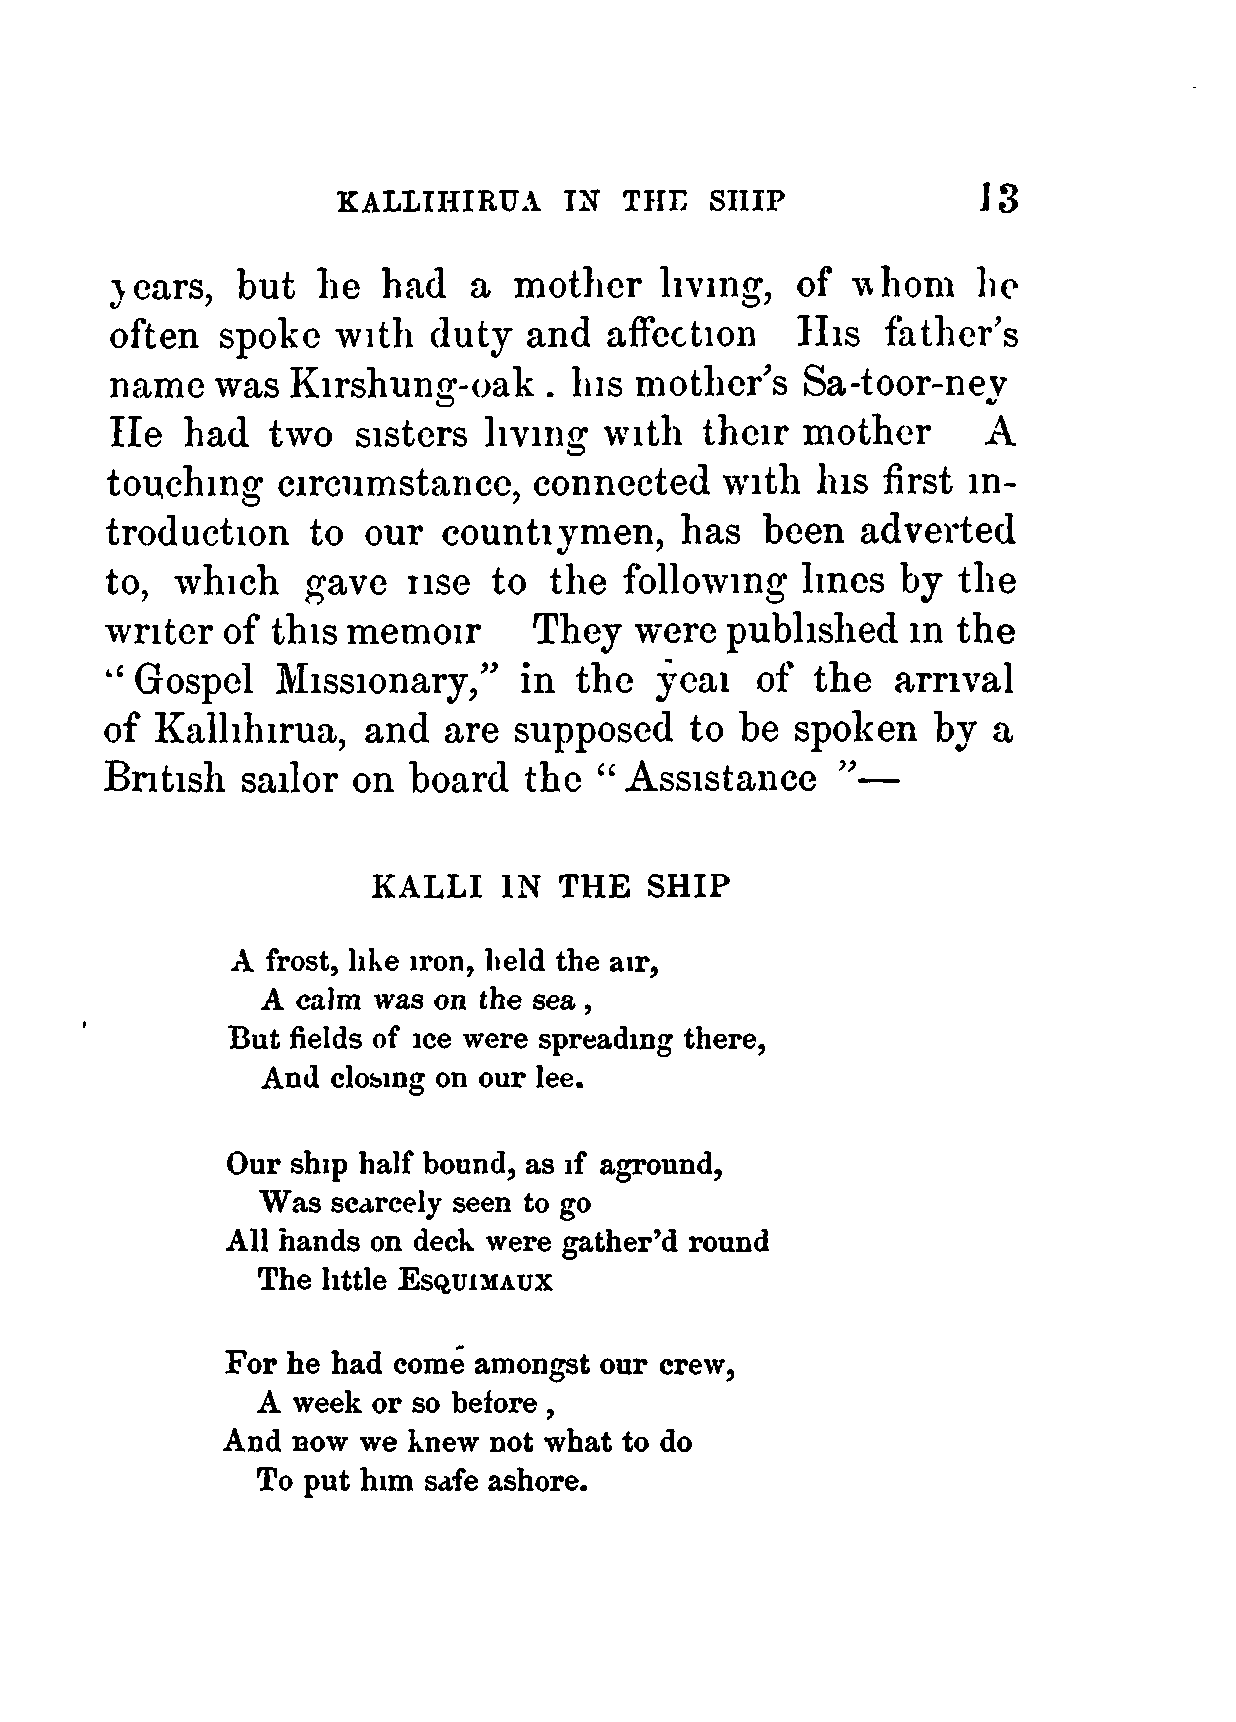 KALLIHIRUA IN THE SHIP 13
years, but he had a mother living, of whom he
often spoke with duty and affection His father's
name was Kirshung-oak . his mother's Sa-toor-ney
He had two sisters living with their mother A
touching circumstance, connected with his first in-
troduction to our countrymen, has been adverted
to, which gave rise to the following lines by the
writer of this memoir They were published in the
"Gospel Missionary," in the year of the arrival
of Kallihirua, and are supposed to be spoken by a
British sailor on board the "Assistance"—
KALLI IN THE SHIP
A frost, like iron, held the air,
A calm was on the sea,
But fields of ice were spreading there,
And closing on our lee.
Our ship half bound, as if aground,
Was scarcely seen to go
All hands on deck were gather'd round
The little ESQUIMAUX
For he had come amongst our crew,
A week or so before,
And now we knew not what to do
To put him safe ashore.